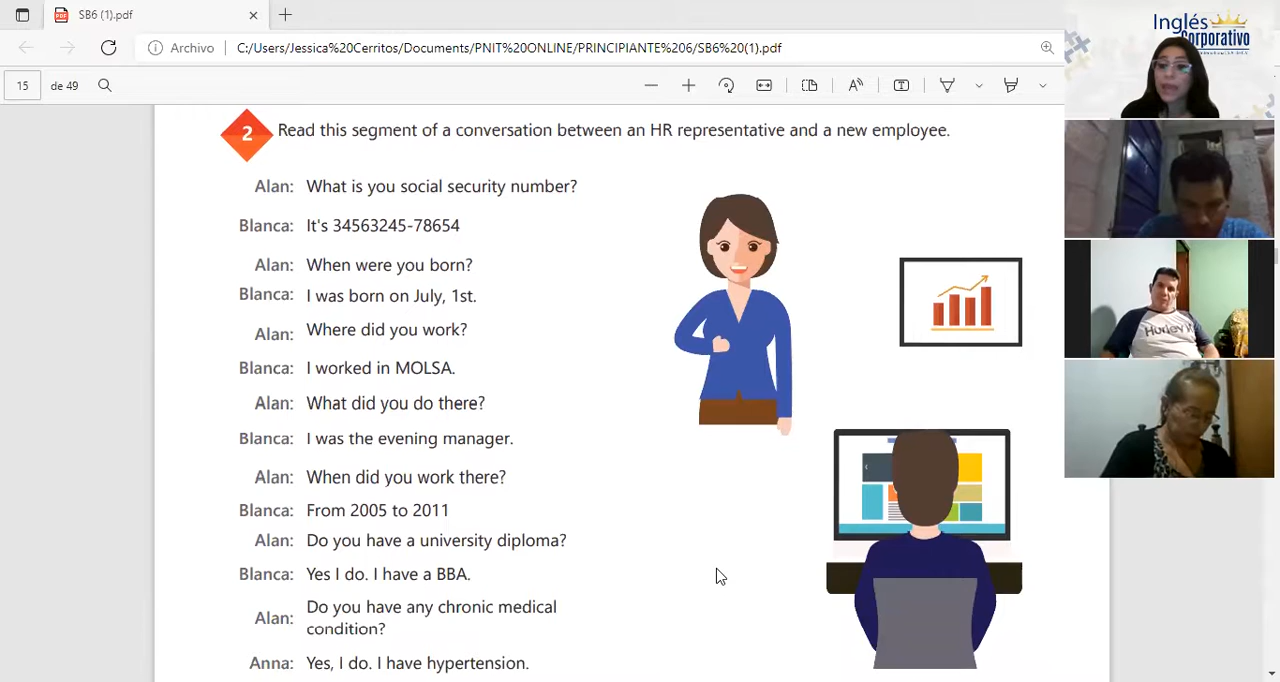 SB6 (1).pdf
Archivo
C:/Users/Jessica%20Cerritos/Documents/PNIT%20ONLINE/PRINCIPIANTE%206/SB6%20(1).pdf
15 de 49
Inglés
Corporativo
2 Read this segment of a conversation between an HR representative and a new employee.
Alan: What is you social security number?
Blanca: It's 34563245-78654
Alan: When were you born?
Blanca: I was born on July, 1st.
Alan: Where did you work?
Blanca: I worked in MOLSA.
Alan: What did you do there?
Blanca: I was the evening manager.
Alan: When did you work there?
Blanca: From 2005 to 2011
Alan: Do you have a university diploma?
Blanca: Yes I do. I have a BBA.
Alan: Do you have any chronic medical
condition?
Anna: Yes, I do. I have hypertension.
Hurley